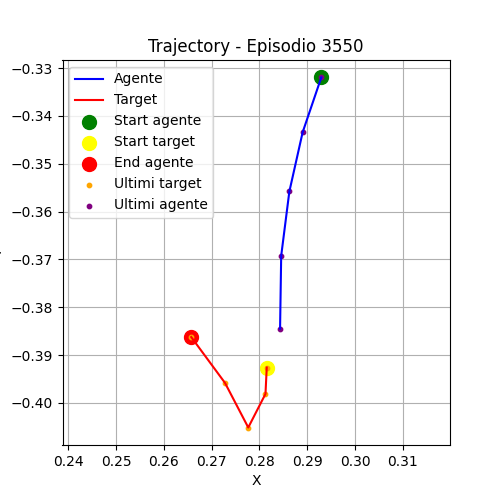 Trajectory - Episodio 3550
Agente
Target
Start agente
Start target
End agente
Ultimi target
Ultimi agente
−0.33
−0.34
−0.35
−0.36
−0.37
−0.38
−0.39
−0.40
0.24 0.25 0.26 0.27 0.28 0.29 0.30 0.31
X